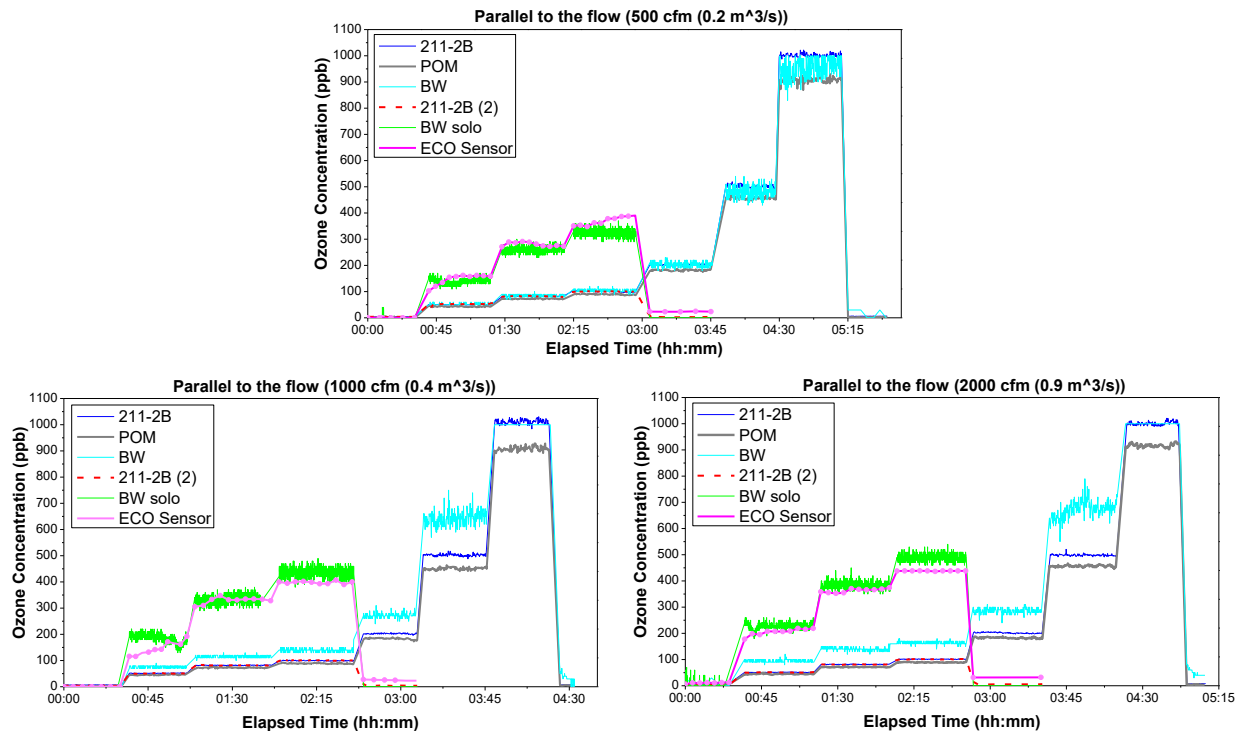 Parallel to the flow (500 cfm (0.2 m^3/s))
1100
1000
900
800
700
600
500
400
300
200
100
0
Ozone Concentration (ppb)
211-2B
POM
BW
211-2B (2)
BW solo
ECO Sensor
00:00 00:45 01:30 02:15 03:00 03:45 04:30 05:15
Elapsed Time (hh:mm)
Parallel to the flow (1000 cfm (0.4 m^3/s))
1100
1000
900
800
700
600
500
400
300
200
100
0
Ozone Concentration (ppb)
211-2B
POM
BW
211-2B (2)
BW solo
ECO Sensor
00:00 00:45 01:30 02:15 03:00 03:45 04:30
Elapsed Time (hh:mm)
Parallel to the flow (2000 cfm (0.9 m^3/s))
1100
1000
900
800
700
600
500
400
300
200
100
0
Ozone Concentration (ppb)
211-2B
POM
BW
211-2B (2)
BW solo
ECO Sensor
00:00 00:45 01:30 02:15 03:00 03:45 04:30 05:15
Elapsed Time (hh:mm)